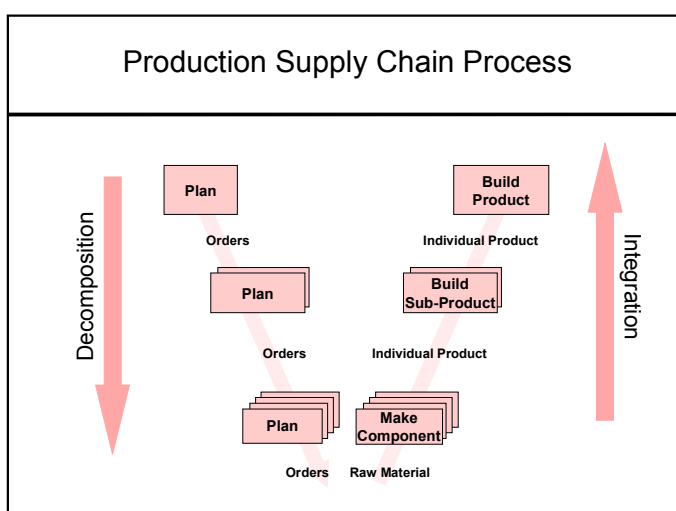 Production Supply Chain Process
Decomposition
Plan
Build
Product
Integration
Orders
Individual Product
Plan
Build
Sub-Product
Orders
Individual Product
Plan
Make
Component
Orders
Raw Material